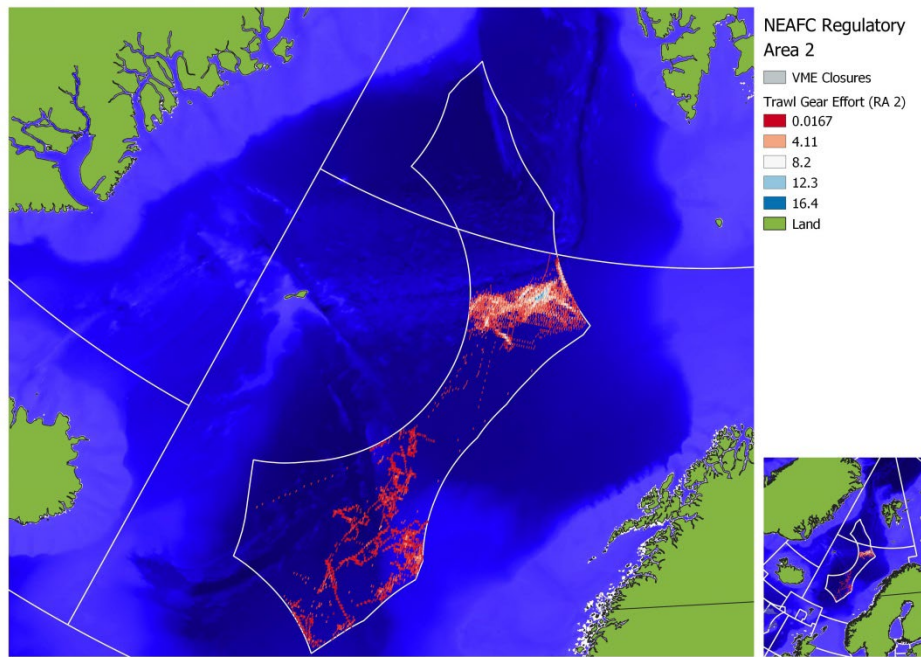 NEAFC Regulatory
Area 2
VME Closures
Trawl Gear Effort (RA 2)
0.0167
4.11
8.2
12.3
16.4
Land